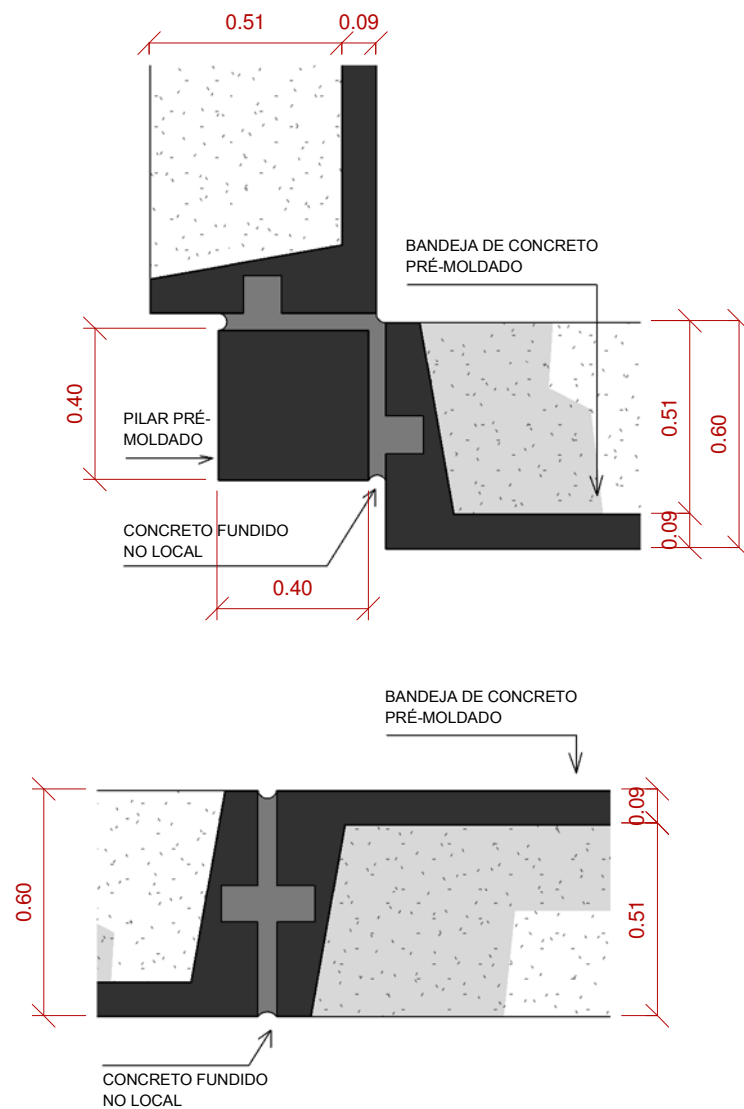 0.51
0.09
BANDEJA DE CONCRETO
PRÉ-MOLDADO
0.40
0.51
0.60
PILAR PRÉ-
MOLDADO
0.09
CONCRETO FUNDIDO
NO LOCAL
0.40
BANDEJA DE CONCRETO
PRÉ-MOLDADO
0.09
0.60
0.51
CONCRETO FUNDIDO
NO LOCAL